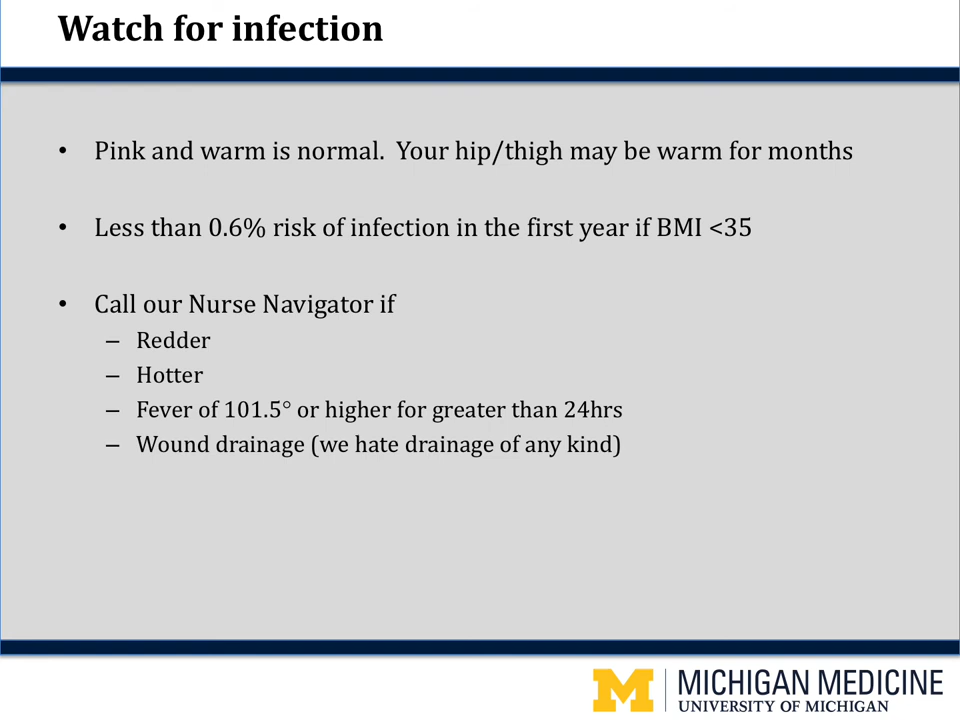 Watch for infection
• Pink and warm is normal.  Your hip/thigh may be warm for months
• Less than 0.6% risk of infection in the first year if BMI <35
• Call our Nurse Navigator if
– Redder
– Hotter
– Fever of 101.5° or higher for greater than 24hrs
– Wound drainage (we hate drainage of any kind)
M MICHIGAN MEDICINE
UNIVERSITY OF MICHIGAN